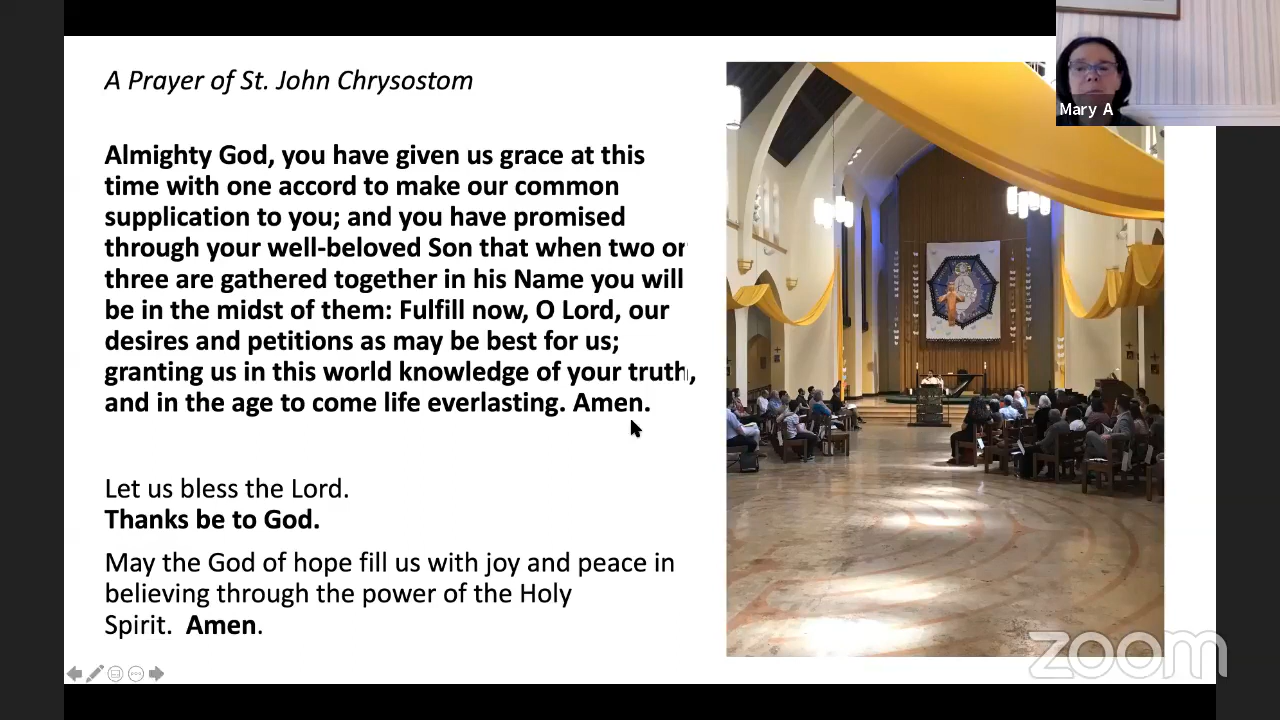 A Prayer of St. John Chrysostom
Almighty God, you have given us grace at this
time with one accord to make our common
supplication to you; and you have promised
through your well-beloved Son that when two or
three are gathered together in his Name you will
be in the midst of them: Fulfill now, O Lord, our
desires and petitions as may be best for us;
granting us in this world knowledge of your truth,
and in the age to come life everlasting. Amen.
Let us bless the Lord.
Thanks be to God.
May the God of hope fill us with joy and peace in
believing through the power of the Holy
Spirit.  Amen.
Mary A
zoom